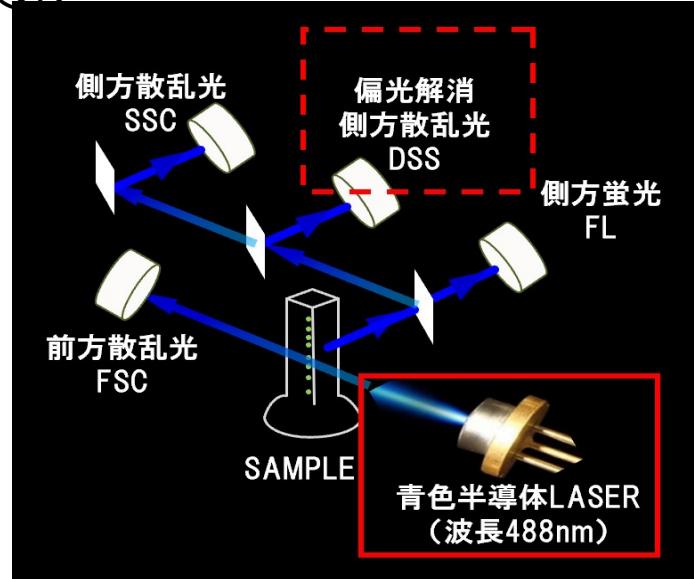 側方散乱光
SSC
偏光解消
側方散乱光
DSS
側方蛍光
FL
前方散乱光
FSC
SAMPLE
青色半導体LASER
（波長488nm）